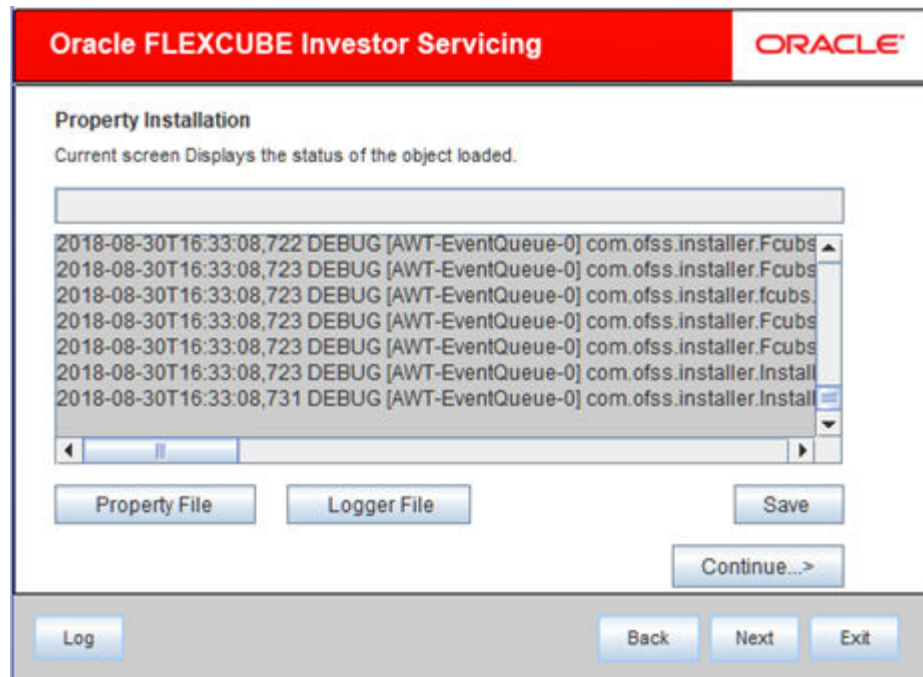 Oracle FLEXCUBE Investor Servicing
ORACLE
Property Installation
Current screen Displays the status of the object loaded.
2018-08-30T16:33:08,722 DEBUG [AWT-EventQueue-0] com.ofss.installer.Fcubs
2018-08-30T16:33:08,723 DEBUG [AWT-EventQueue-0] com.ofss.installer.Fcubs
2018-08-30T16:33:08,723 DEBUG [AWT-EventQueue-0] com.ofss.installer.fcubs.
2018-08-30T16:33:08,723 DEBUG [AWT-EventQueue-0] com.ofss.installer.Fcubs
2018-08-30T16:33:08,723 DEBUG [AWT-EventQueue-0] com.ofss.installer.Fcubs
2018-08-30T16:33:08,723 DEBUG [AWT-EventQueue-0] com.ofss.installer.Install
2018-08-30T16:33:08,731 DEBUG [AWT-EventQueue-0] com.ofss.installer.Install
Property File Logger File Save
Continue...>
Log Back Next Exit